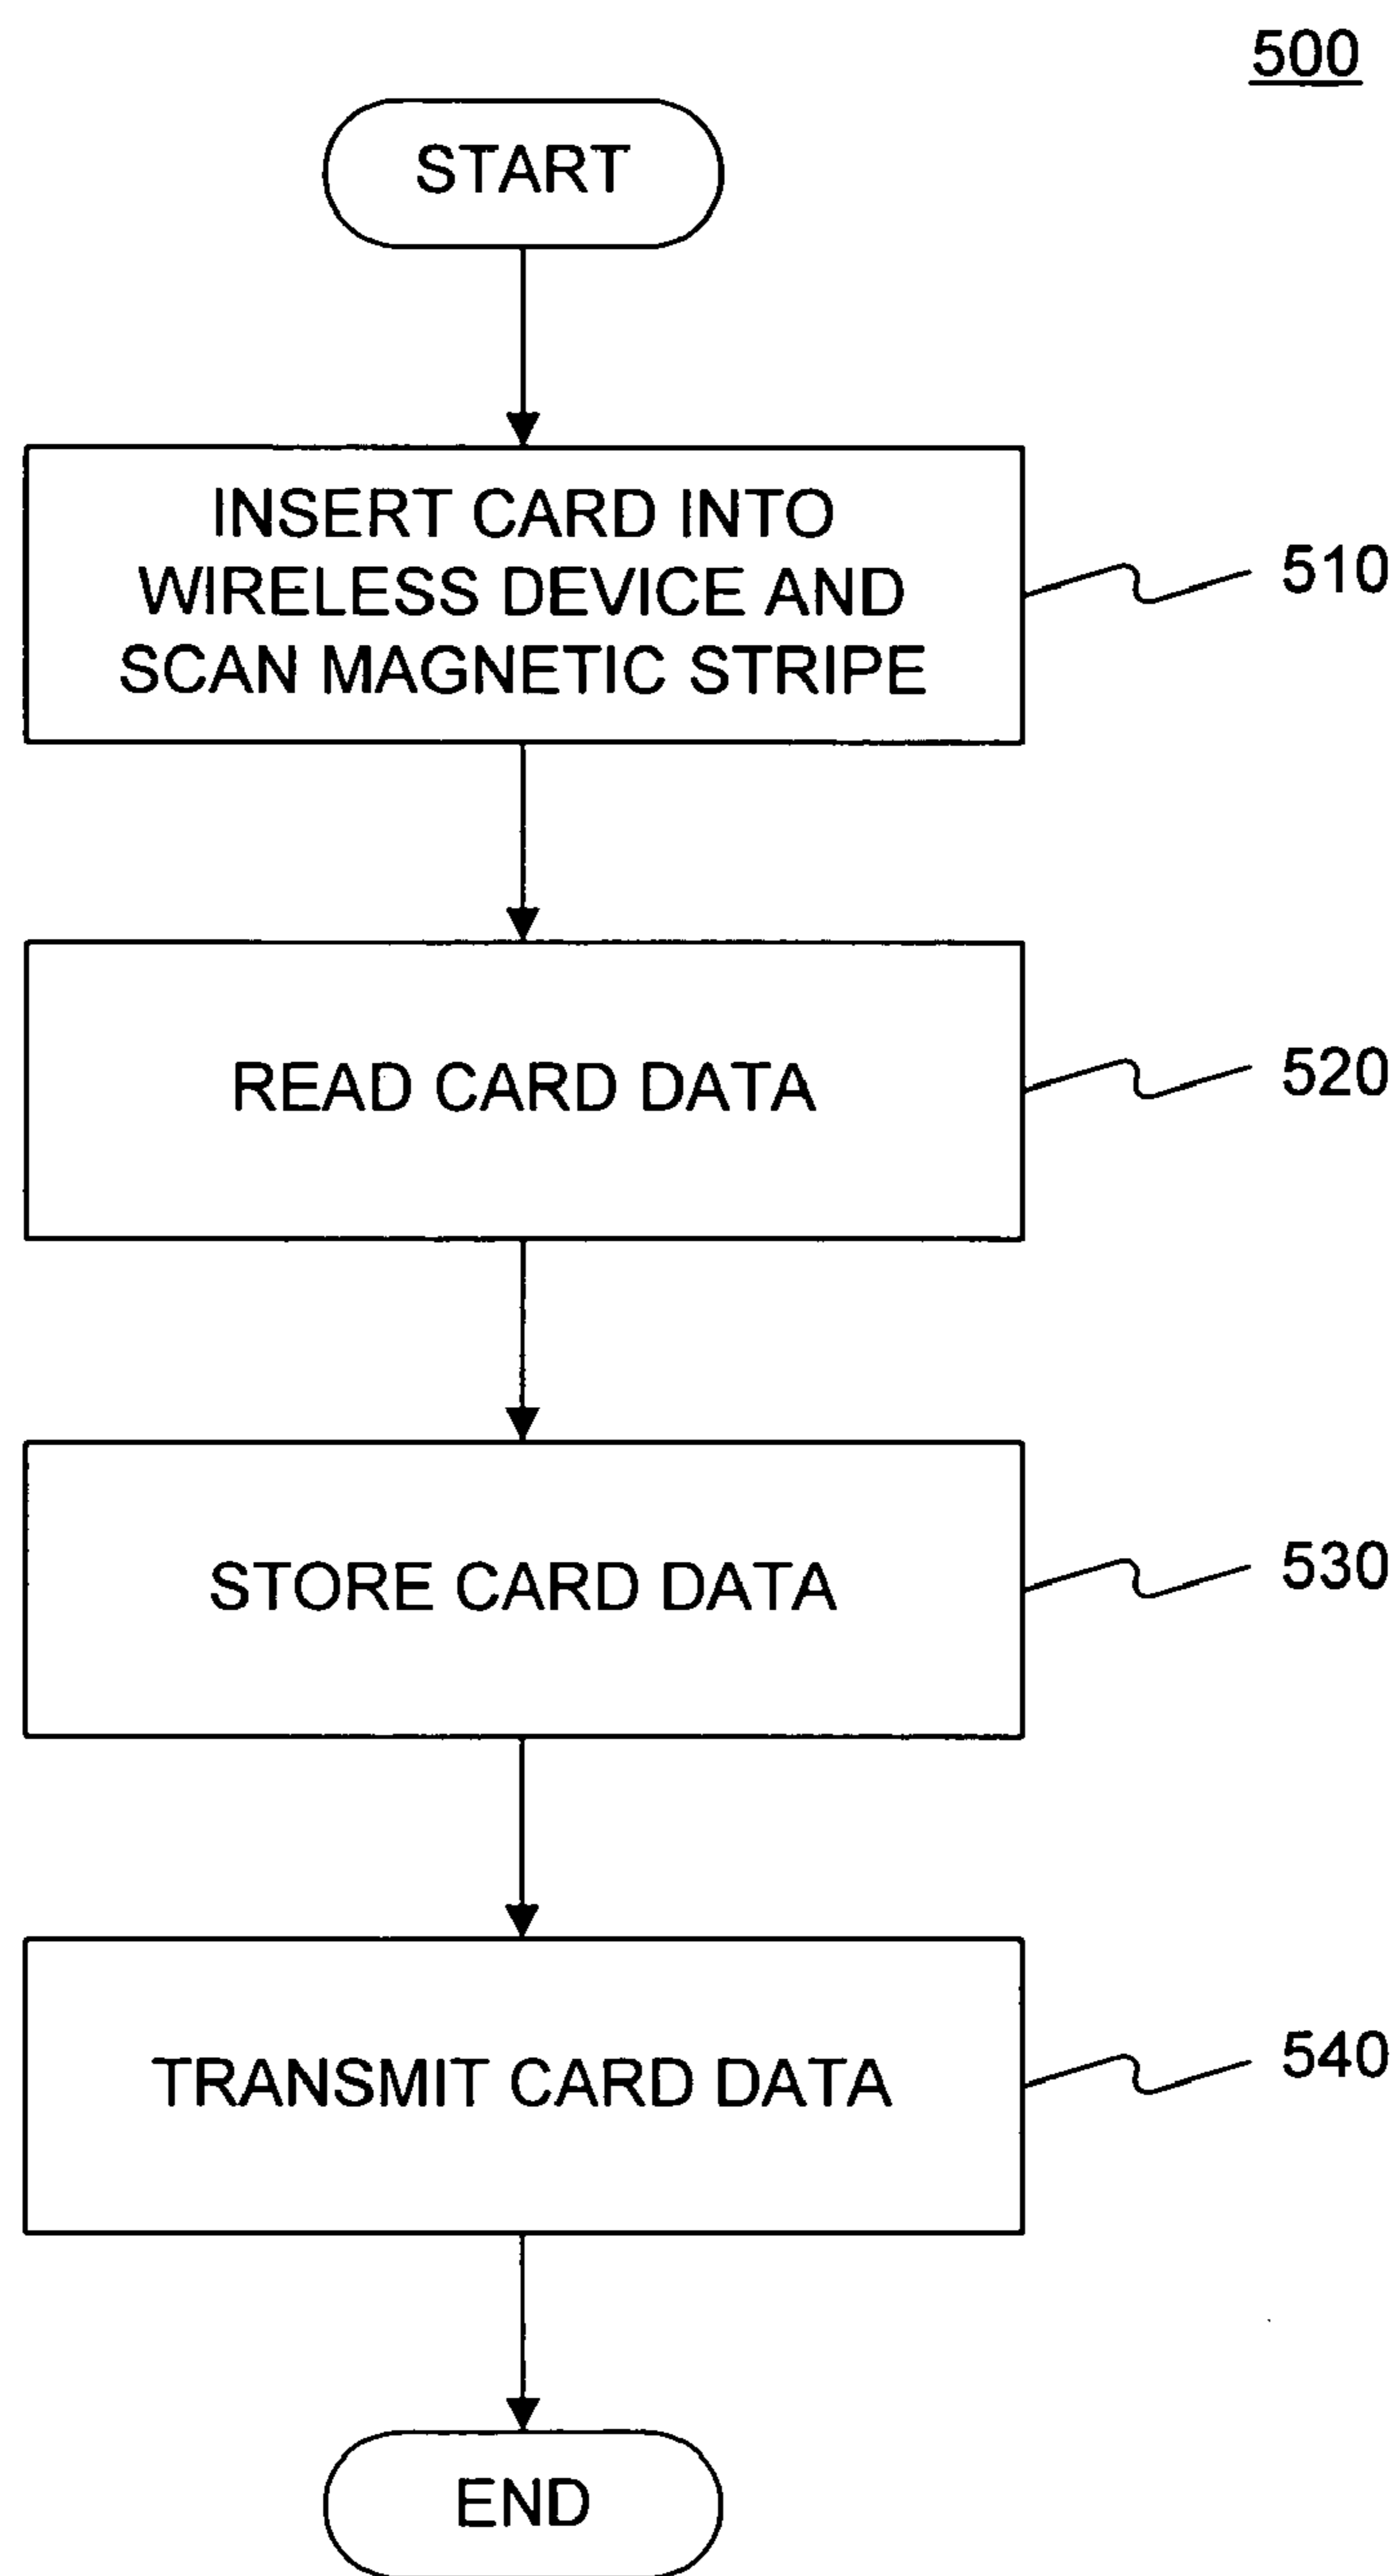 500
START
INSERT CARD INTO
WIRELESS DEVICE AND
SCAN MAGNETIC STRIPE
510
READ CARD DATA
520
STORE CARD DATA
530
TRANSMIT CARD DATA
540
END